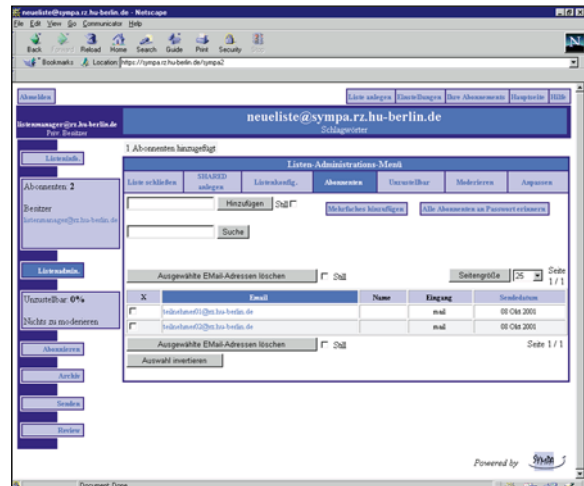 neueliste@sympa.rz.hu-berlin.de - Netscape
File Edit View Go Communicator Help
Back Forward Reload Home Search Guide Print Security Stop
Bookmarks Location: https://sympa.rz.hu-berlin.de/sympa2
Abmelden
Liste anlegen Einstellungen Ihre Abonnements Hauptseite Hilfe
listenmanager@rz.hu-berlin.de
Priv. Besitzer
neueliste@sympa.rz.hu-berlin.de
Schlagwörter
1 Abonnenten hinzugefügt
Listeninfo.
Listen-Administrations-Menü
Liste schließen SHARED anlegen Listenkonfig. Abonnenten Unzustellbar Moderieren Anpassen
Abonnenten 2
Besitzer
listenmanager@rz.hu-berlin.de
Hinzufügen Still
Mehrfaches hinzufügen Alle Abonnenten an Passwort erinnern
Suche
Listenadmin.
Ausgewählte EMail-Adressen löschen Still
Seitengröße 25 Seite 1 / 1
Unzustellbar 0%
Nichts zu moderieren
X Email Name Eingang Sendedatum
teilnehmer01@rz.hu-berlin.de mail 08 Okt 2001
teilnehmer02@rz.hu-berlin.de mail 08 Okt 2001
Ausgewählte EMail-Adressen löschen Still Seite 1 / 1
Auswahl invertieren
Abonnieren
Archiv
Senden
Review
Powered by Sympa
Document: Done